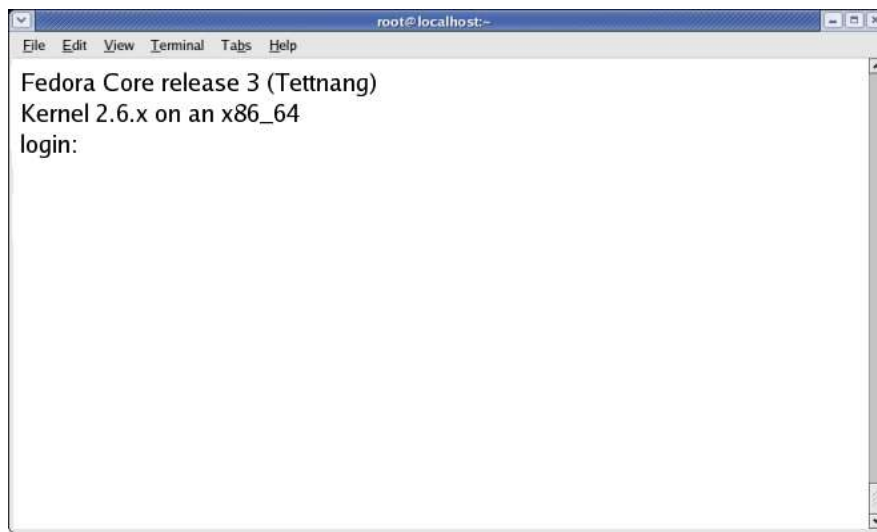 root@localhost:~
File Edit View Terminal Tabs Help
Fedora Core release 3 (Tettnang)
Kernel 2.6.x on an x86_64
login: